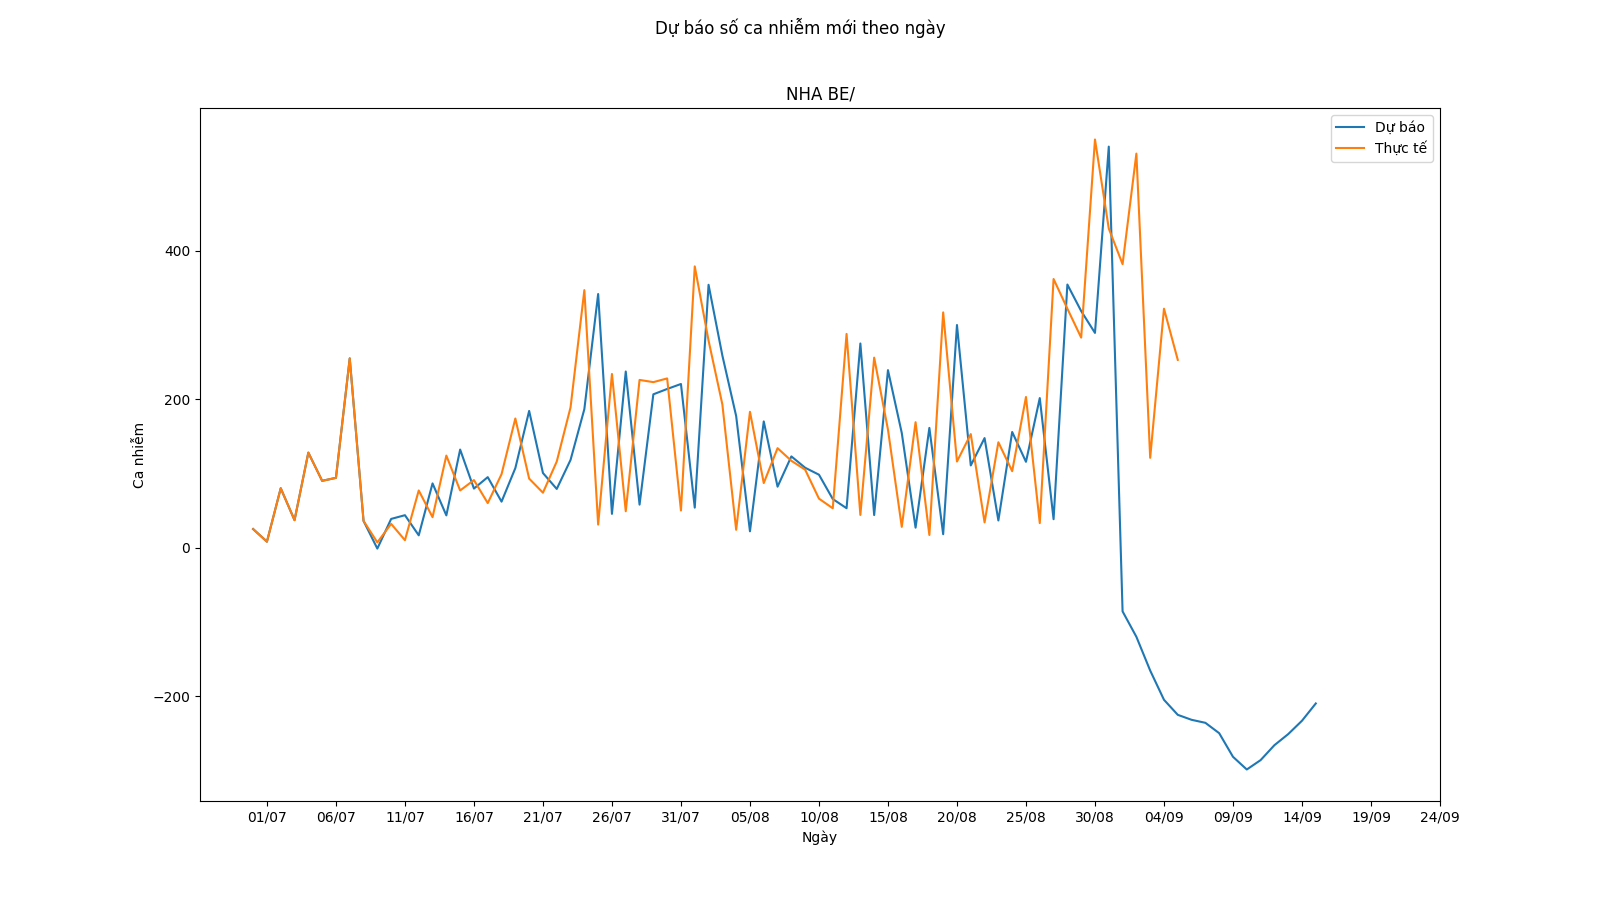 Dự báo số ca nhiễm mới theo ngày
NHA BE/
Dự báo
Thực tế
400
200
0
−200
Ca nhiễm
01/07 06/07 11/07 16/07 21/07 26/07 31/07 05/08 10/08 15/08 20/08 25/08 30/08 04/09 09/09 14/09 19/09 24/09
Ngày